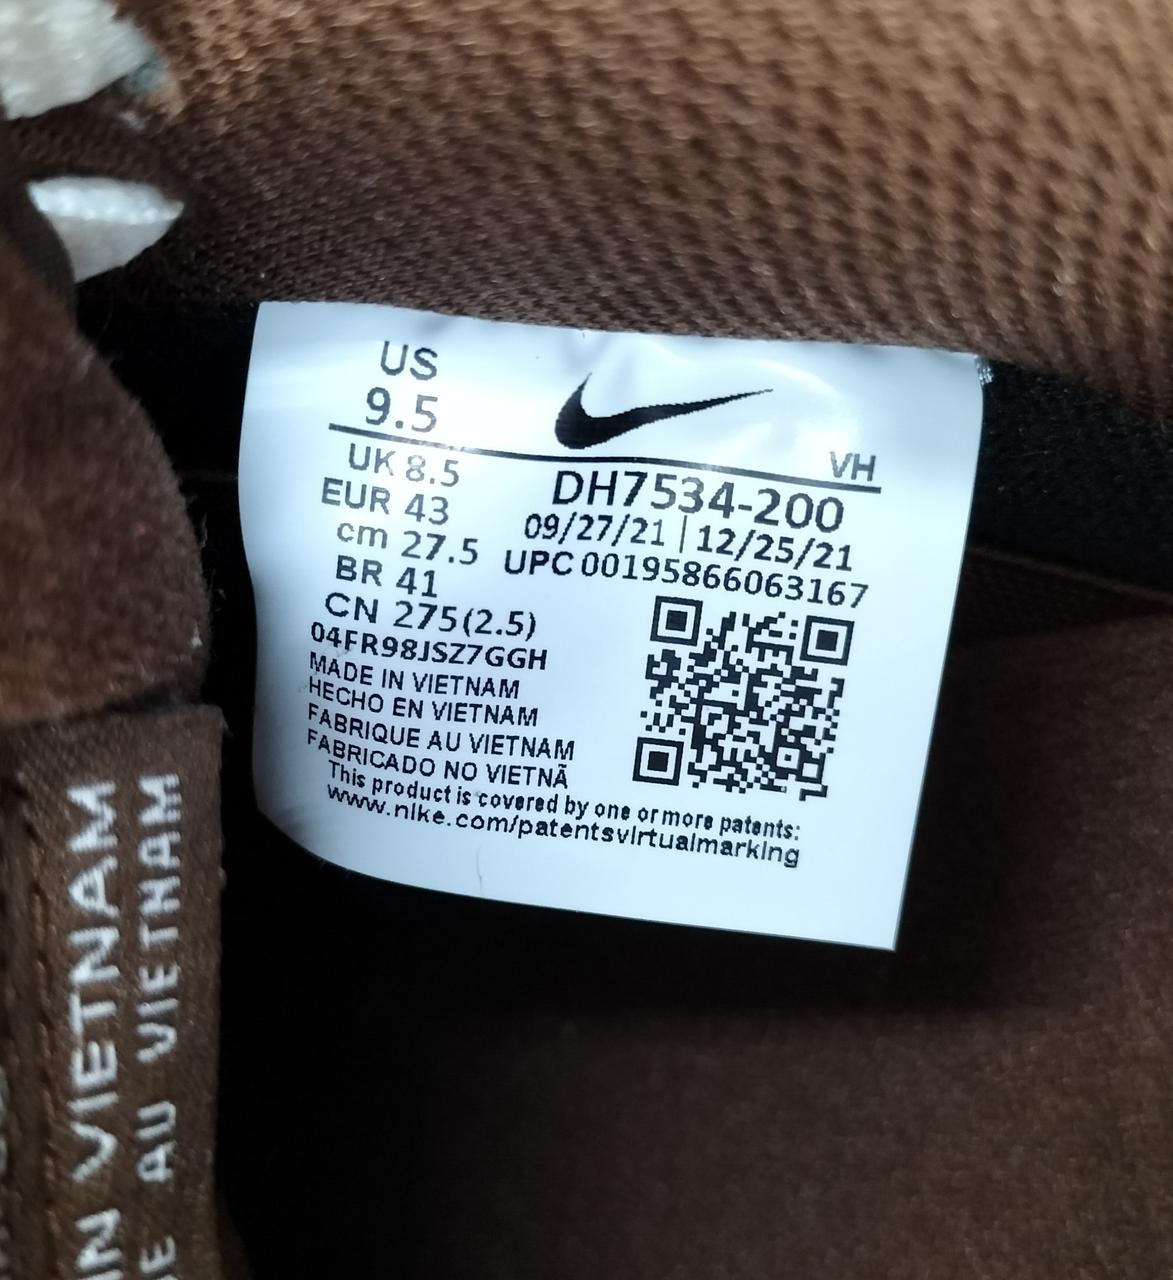 US
9.5
VH
UK 8.5
EUR 43
cm 27.5
BR 41
CN 275(2.5)
DH7534-200
09/27/21 | 12/25/21
UPC 00195866063167
04FR98JSZ7GGH
MADE IN VIETNAM
HECHO EN VIETNAM
FABRIQUE AU VIETNAM
FABRICADO NO VIETNÃ
This product is covered by one or more patents:
www.nike.com/patentsvirtualmarking
IN VIETNAM
AU VIETNAM